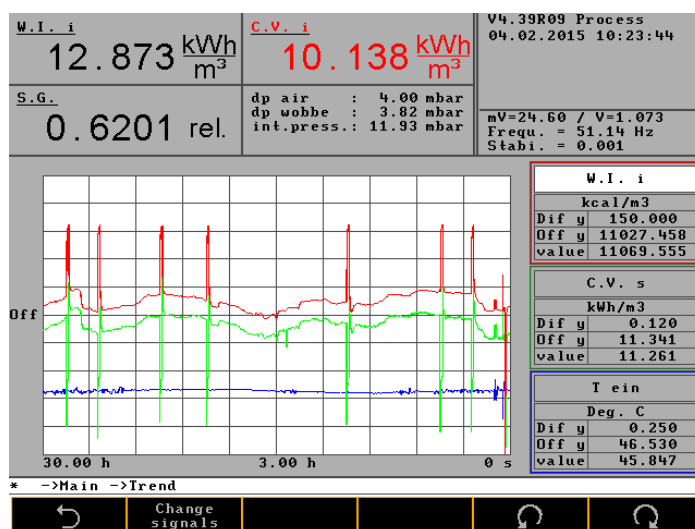 W.I. i
12.873 kWh/m³
C.V. i
10.138 kWh/m³
V4.39R09 Process
04.02.2015 10:23:44
S.G.
0.6201 rel.
dp air : 4.00 mbar
dp wobbe : 3.82 mbar
int.press.: 11.93 mbar
mV=24.60 / V=1.073
Frequ. = 51.14 Hz
Stabi. = 0.001
Off
30.00 h
3.00 h
0 s
W.I. i
kcal/m3
Dif y 150.000
Off y 11027.458
value 11069.555
C.V. s
kWh/m3
Dif y 0.120
Off y 11.341
value 11.261
T ein
Deg. C
Dif y 0.250
Off y 46.530
value 45.847
* ->Main ->Trend
Change
signals